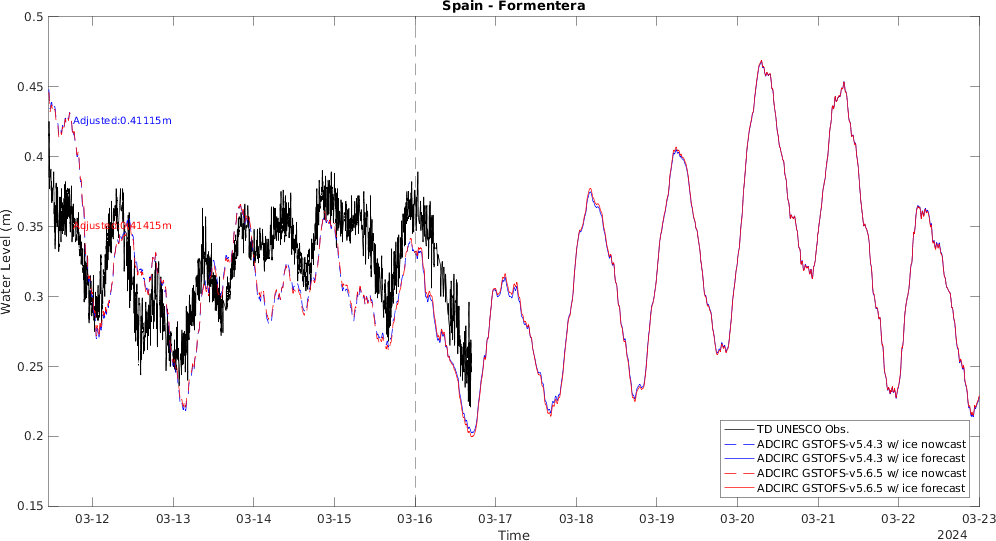 Spain - Formentera
0.5
0.45
0.4
0.35
0.3
0.25
0.2
0.15
Water Level (m)
Adjusted:0.41115m
Adjusted:0.41415m
TD UNESCO Obs.
ADCIRC GSTOFS-v5.4.3 w/ ice nowcast
ADCIRC GSTOFS-v5.4.3 w/ ice forecast
ADCIRC GSTOFS-v5.6.5 w/ ice nowcast
ADCIRC GSTOFS-v5.6.5 w/ ice forecast
03-12 03-13 03-14 03-15 03-16 03-17 03-18 03-19 03-20 03-21 03-22 03-23
Time
2024